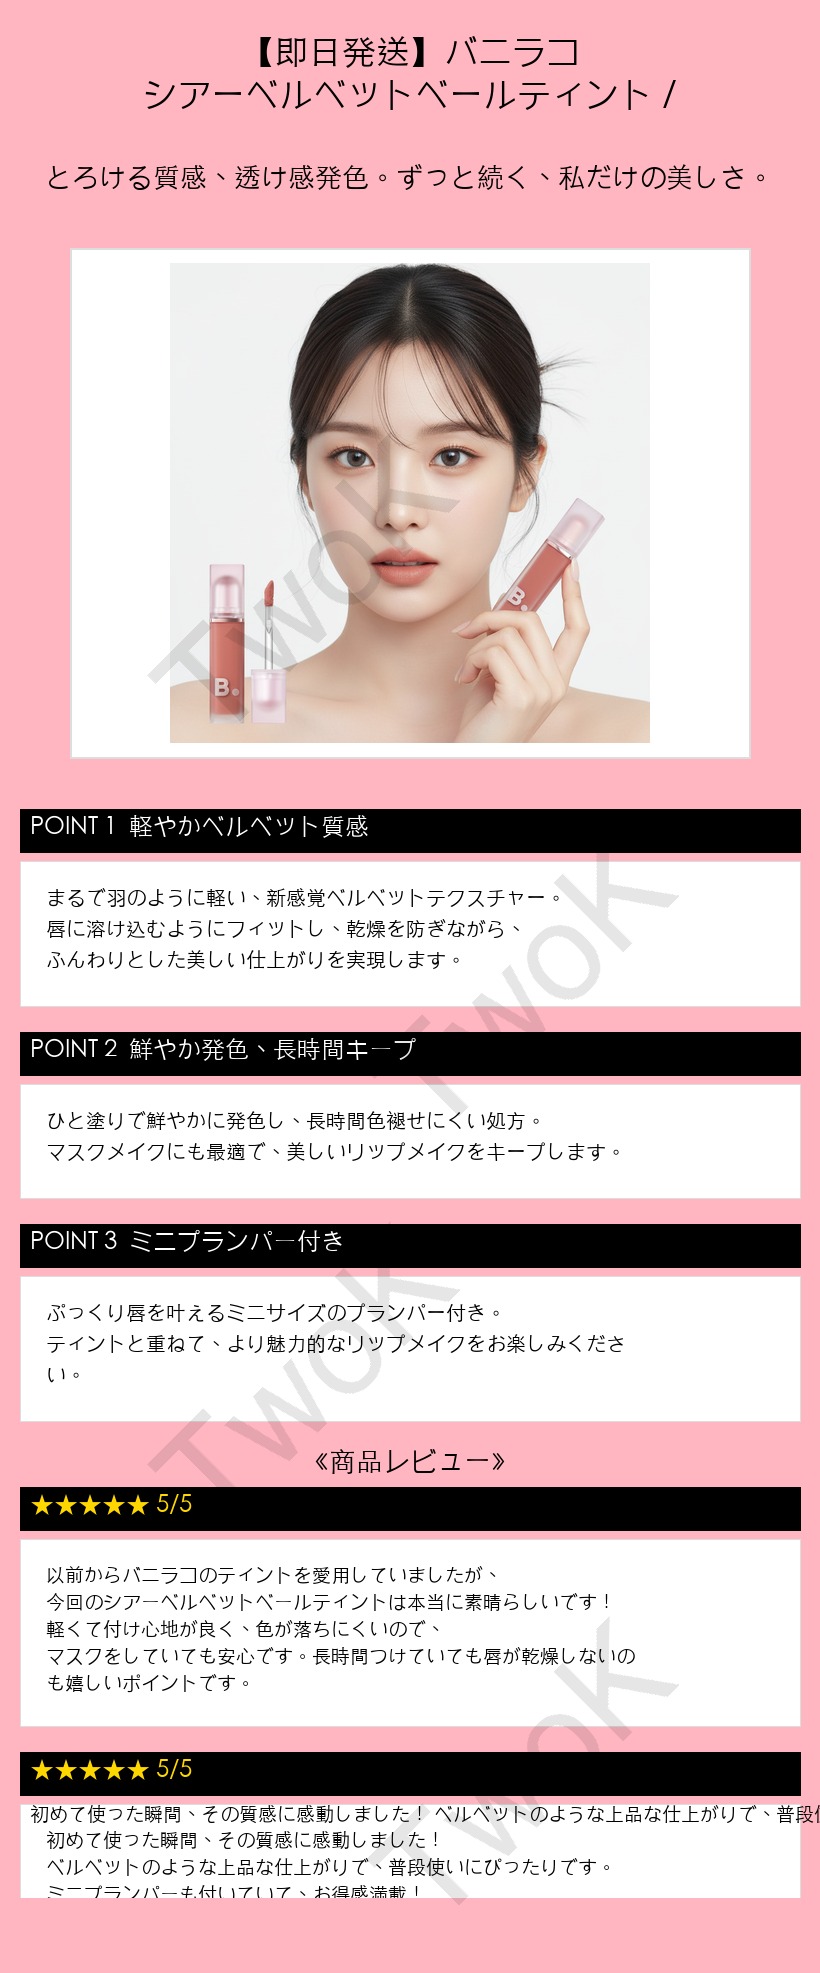 【即日発送】バニラコ
シアーベルベットベールティント /
とろける質感、透け感発色。ずっと続く、私だけの美しさ。
B.
B.
TwoK
POINT 1 軽やかベルベット質感
まるで羽のように軽い、新感覚ベルベットテクスチャー。
唇に溶け込むようにフィットし、乾燥を防ぎながら、
ふんわりとした美しい仕上がりを実現します。
TwoK
POINT 2 鮮やか発色、長時間キープ
ひと塗りで鮮やかに発色し、長時間色褪せにくい処方。
マスクメイクにも最適で、美しいリップメイクをキープします。
POINT 3 ミニプランパー付き
ぷっくり唇を叶えるミニサイズのプランパー付き。
ティントと重ねて、より魅力的なリップメイクをお楽しみくださ
い。
TwoK
《商品レビュー》
★★★★★ 5/5
以前からバニラコのティントを愛用していましたが、
今回のシアーベルベットベールティントは本当に素晴らしいです！
軽くて付け心地が良く、色が落ちにくいので、
マスクをしていても安心です。長時間つけていても唇が乾燥しないの
も嬉しいポイントです。
TwoK
★★★★★ 5/5
初めて使った瞬間、その質感に感動しました！ ベルベットのような上品な仕上がりで、普段
初めて使った瞬間、その質感に感動しました！
ベルベットのような上品な仕上がりで、普段使いにぴったりです。
ミニプランパーも付いていて、お得感満載！